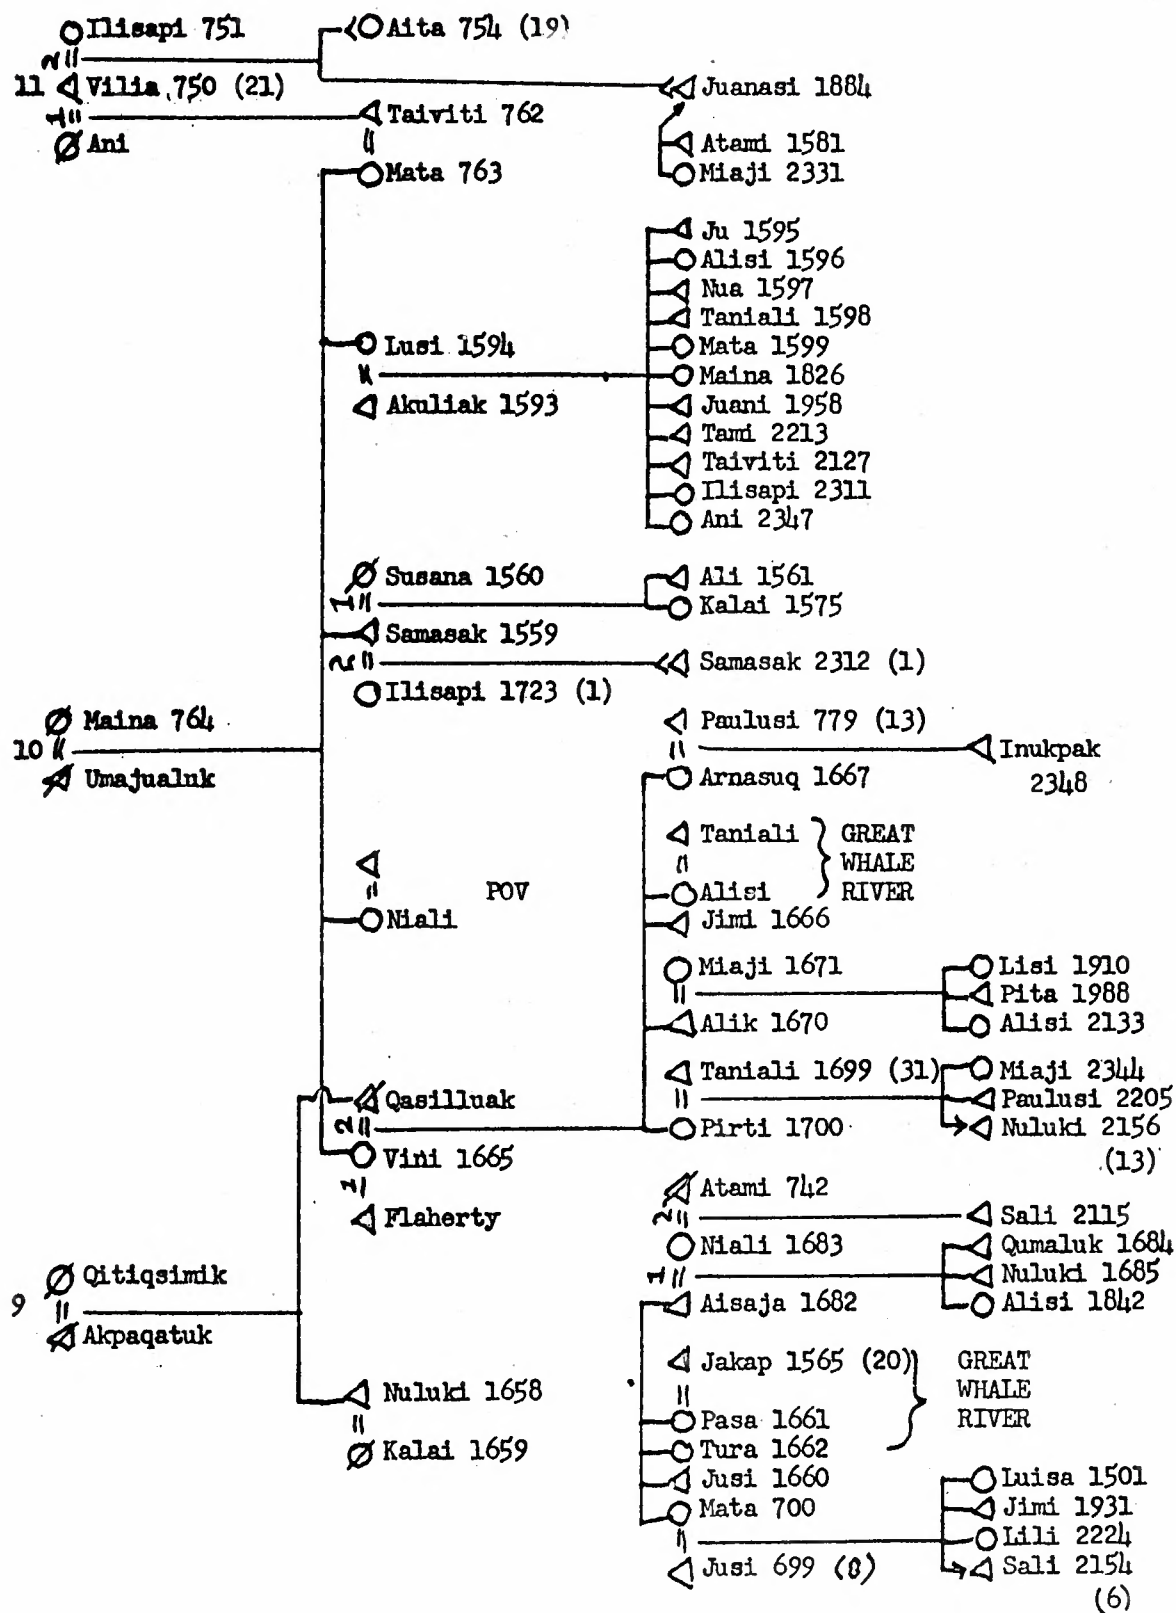 Ilisapi 751
Aita 754 (19)
2
11 Vilia 750 (21)
Juanasi 1884
1
Taiviti 762
Ani
Atami 1581
Mata 763
Miaji 2331
Ju 1595
Alisi 1596
Nua 1597
Taniali 1598
Lusi 1594
Mata 1599
Maina 1826
Akuliak 1593
Juani 1958
Tami 2213
Taiviti 2127
Ilisapi 2311
Ani 2347
Susana 1560
Ali 1561
1
Kalai 1575
Samasak 1559
2
Samasak 2312 (1)
Ilisapi 1723 (1)
Maina 764
Paulusi 779 (13)
10
Inukpak
2348
Umajualuk
Arnasuq 1667
Taniali
GREAT
WHALE
RIVER
POV
Alisi
Niali
Jimi 1666
Miaji 1671
Lisi 1910
Pita 1988
Alik 1670
Alisi 2133
Taniali 1699 (31)
Miaji 2344
Qasilluak
Paulusi 2205
2
Pirti 1700
Nuluki 2156
(13)
Vini 1665
1
Atami 742
Flaherty
2
Sali 2115
Niali 1683
Qumaluk 1684
Qitiqsimik
1
Nuluki 1685
9
Aisaja 1682
Alisi 1842
Akpaqatuk
Jakap 1565 (20)
GREAT
WHALE
RIVER
Nuluki 1658
Pasa 1661
Kalai 1659
Tura 1662
Jusi 1660
Luisa 1501
Mata 700
Jimi 1931
Lili 2224
Jusi 699 (8)
Sali 2154
(6)